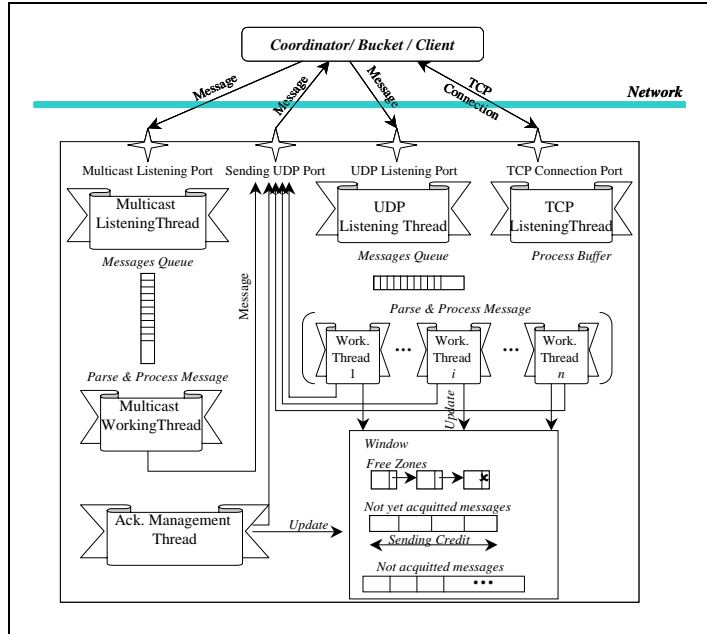 Coordinator/ Bucket / Client
Message
Message
Message
TCP
Connection
Network
Multicast Listening Port
Sending UDP Port
UDP Listening Port
TCP Connection Port
Multicast
ListeningThread
UDP
Listening Thread
TCP
ListeningThread
Messages Queue
Messages Queue
Process Buffer
Message
Parse & Process Message
Work.
Thread
1
...
Work.
Thread
i
...
Work.
Thread
n
Parse & Process Message
Multicast
WorkingThread
Update
Window
Free Zones
Not yet acquitted messages
Sending Credit
Not acquitted messages
...
Ack. Management
Thread
Update